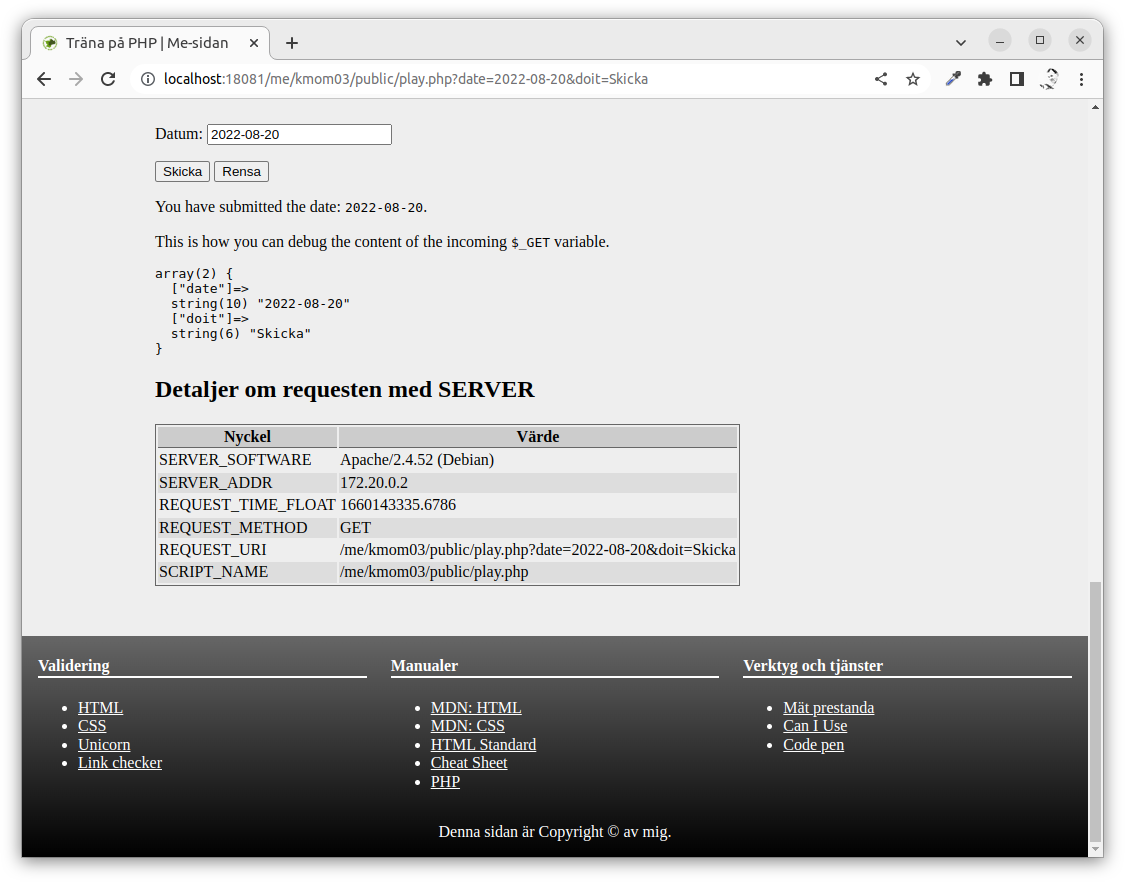 Träna på PHP | Me-sidan
localhost:18081/me/kmom03/public/play.php?date=2022-08-20&doit=Skicka
Datum: 2022-08-20
Skicka Rensa
You have submitted the date: 2022-08-20.
This is how you can debug the content of the incoming $_GET variable.
array(2) {
["date"]=>
string(10) "2022-08-20"
["doit"]=>
string(6) "Skicka"
}
Detaljer om requesten med SERVER
Nyckel Värde
SERVER_SOFTWARE Apache/2.4.52 (Debian)
SERVER_ADDR 172.20.0.2
REQUEST_TIME_FLOAT 1660143335.6786
REQUEST_METHOD GET
REQUEST_URI /me/kmom03/public/play.php?date=2022-08-20&doit=Skicka
SCRIPT_NAME /me/kmom03/public/play.php
Validering
HTML
CSS
Unicorn
Link checker
Manualer
MDN: HTML
MDN: CSS
HTML Standard
Cheat Sheet
PHP
Verktyg och tjänster
Mät prestanda
Can I Use
Code pen
Denna sidan är Copyright © av mig.